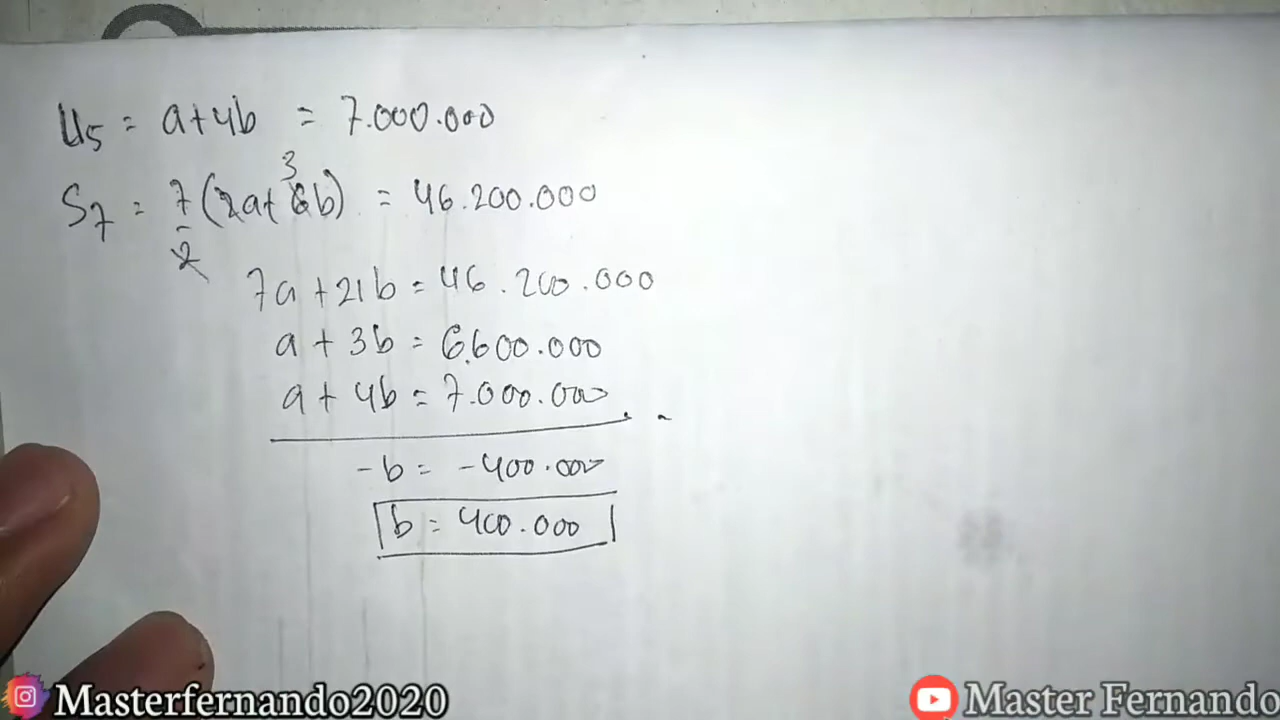 U5 = a+4b = 7.000.000
3
S7 = 7/2 (2a+6b) = 46.200.000
7a+21b = 46.200.000
a+3b = 6.600.000
a+4b = 7.000.000
-b = -400.000
b = 400.000
Masterfernando2020
Master Fernando